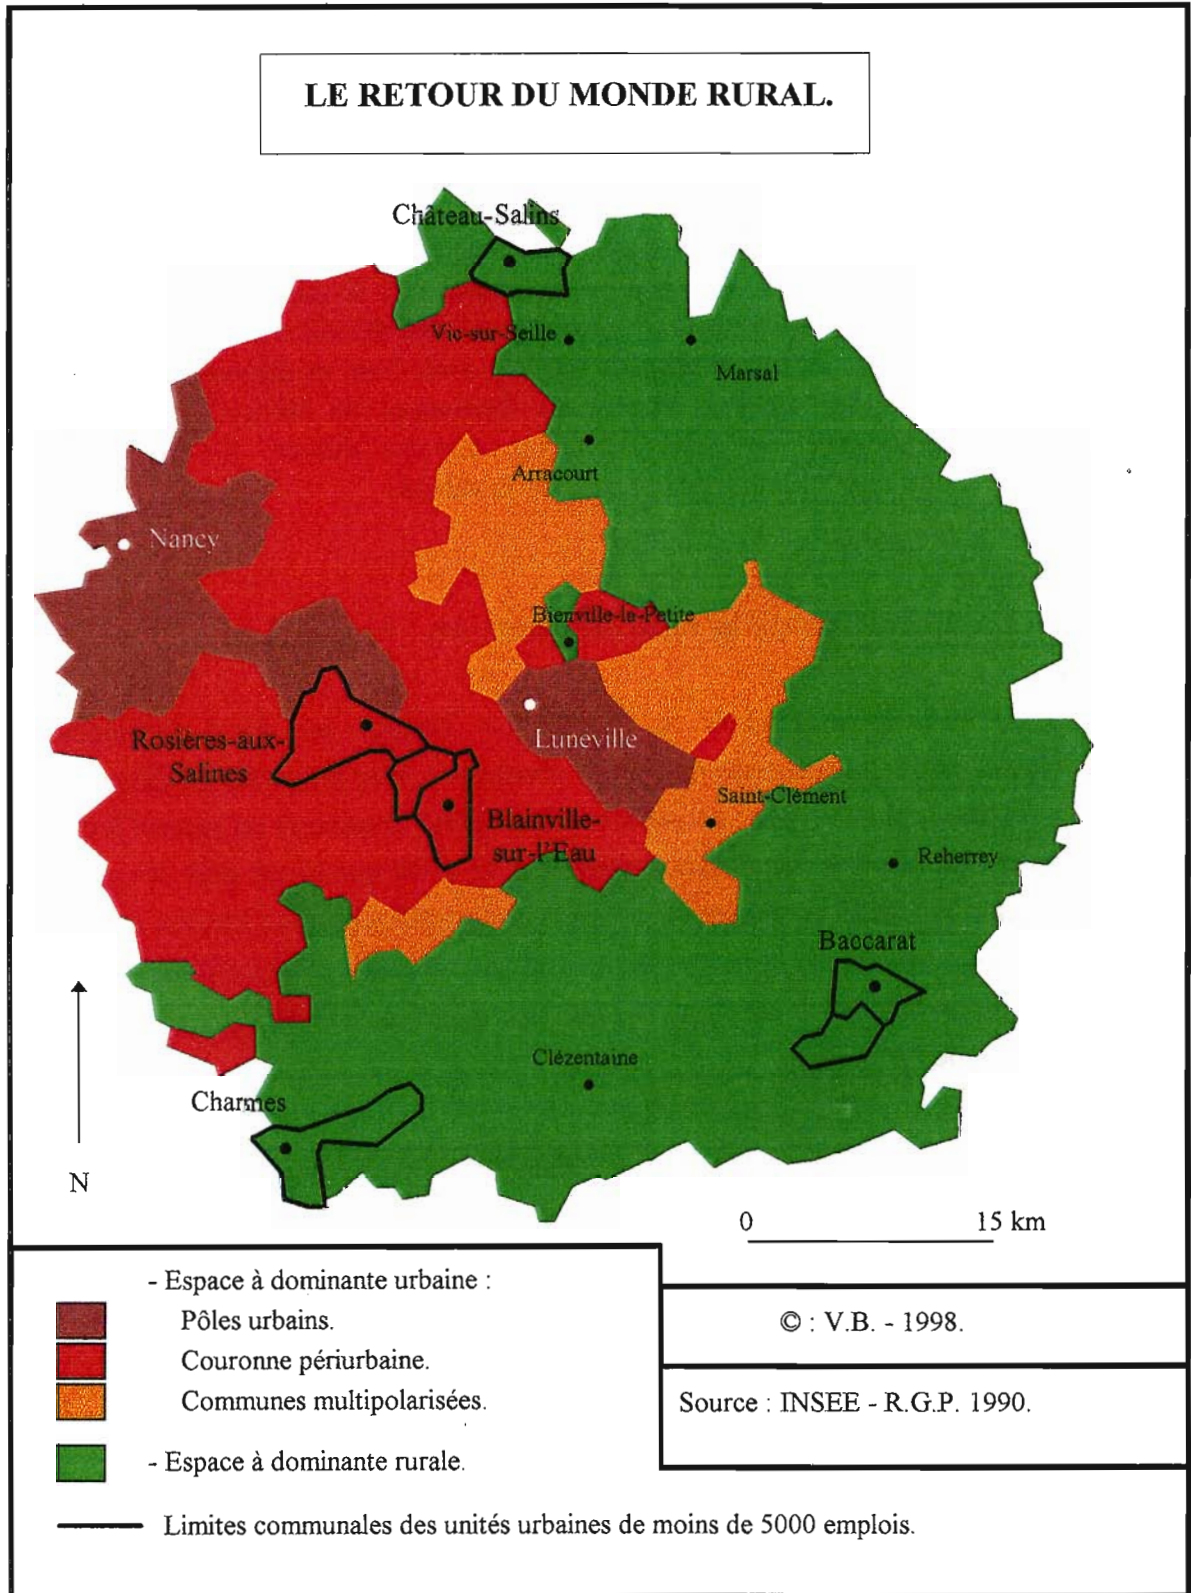 LE RETOUR DU MONDE RURAL.
Château-Salins
Vic-sur-Seille
Marsal
Arracourt
Nancy
Bienville-la-Petite
Rosières-aux-
Salines
Luneville
Saint-Clément
Blainville-
sur-l'Eau
Reherrey
Baccarat
Clézentaine
Charmes
N
0 15 km
- Espace à dominante urbaine :
Pôles urbains.
Couronne périurbaine.
Communes multipolarisées.
- Espace à dominante rurale.
Limites communales des unités urbaines de moins de 5000 emplois.
© : V.B. - 1998.
Source : INSEE - R.G.P. 1990.